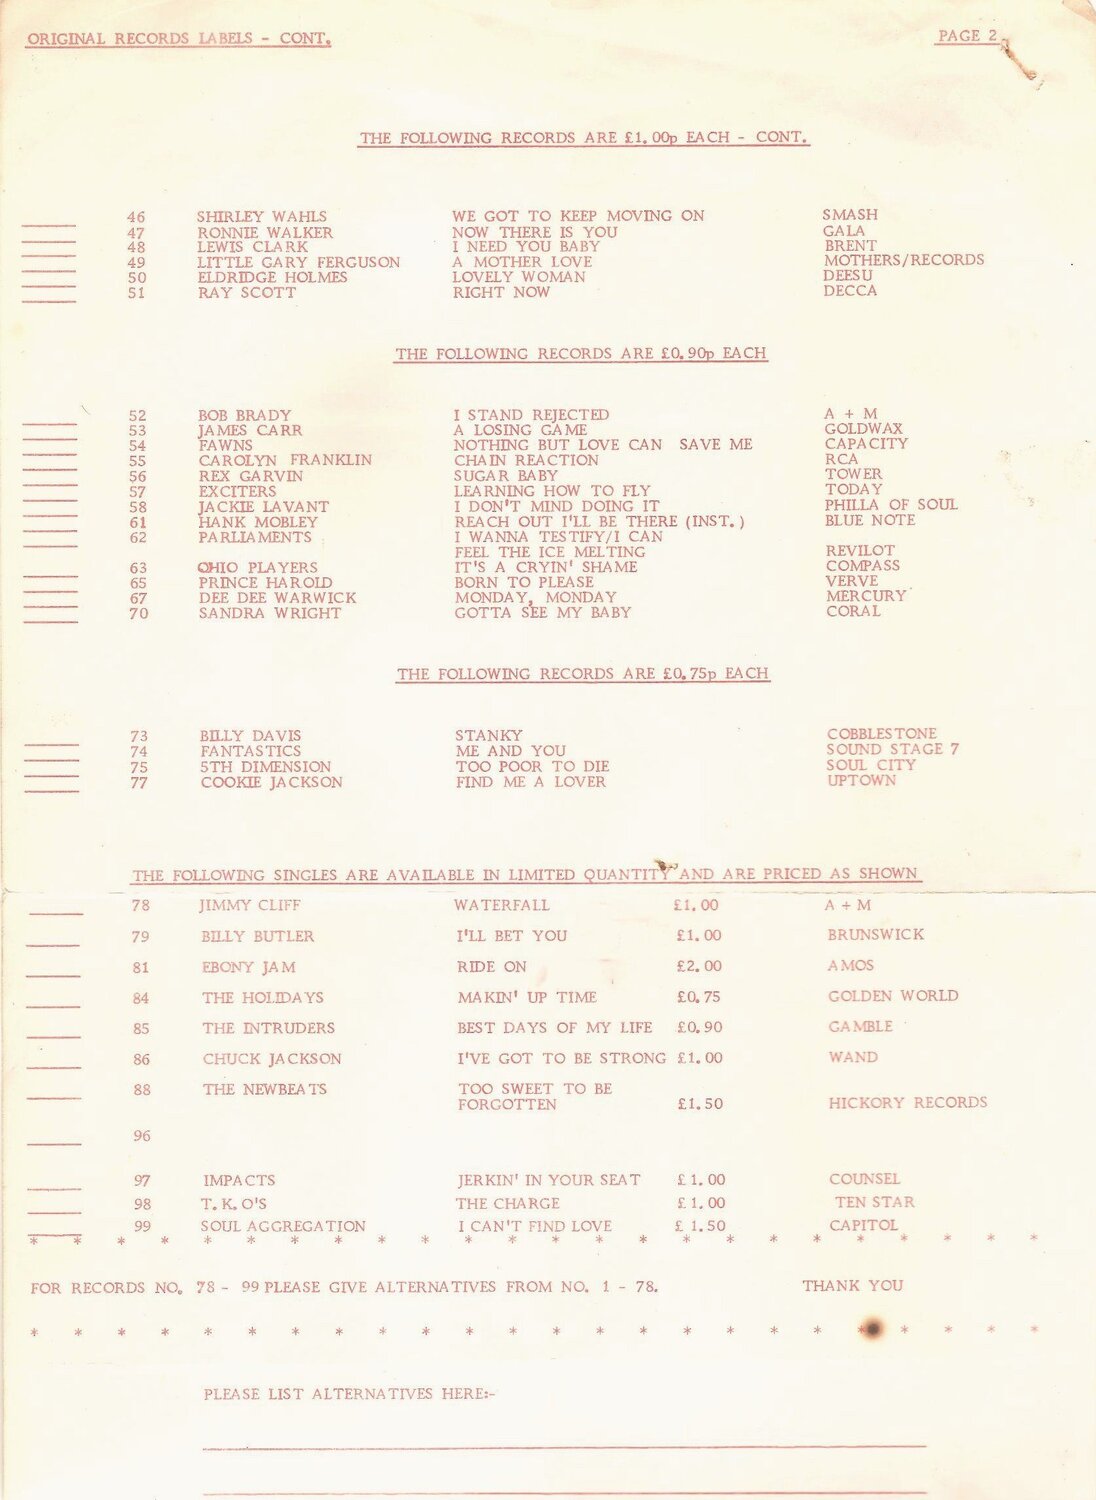 ORIGINAL RECORDS LABELS - CONT. PAGE 2
THE FOLLOWING RECORDS ARE £1.00p EACH - CONT.
46 SHIRLEY WAHLS WE GOT TO KEEP MOVING ON SMASH
47 RONNIE WALKER NOW THERE IS YOU GALA
48 LEWIS CLARK I NEED YOU BABY BRENT
49 LITTLE GARY FERGUSON A MOTHER LOVE MOTHERS/RECORDS
50 ELDRIDGE HOLMES LOVELY WOMAN DEESU
51 RAY SCOTT RIGHT NOW DECCA
THE FOLLOWING RECORDS ARE £0.90p EACH
52 BOB BRADY I STAND REJECTED A + M
53 JAMES CARR A LOSING GAME GOLDWAX
54 FAWNS NOTHING BUT LOVE CAN SAVE ME CAPACITY
55 CAROLYN FRANKLIN CHAIN REACTION RCA
56 REX GARVIN SUGAR BABY TOWER
57 EXCITERS LEARNING HOW TO FLY TODAY
58 JACKIE LAVANT I DON'T MIND DOING IT PHILLA OF SOUL
61 HANK MOBLEY REACH OUT I'LL BE THERE (INST.) BLUE NOTE
62 PARLIAMENTS I WANNA TESTIFY/I CAN
FEEL THE ICE MELTING REVILOT
63 OHIO PLAYERS IT'S A CRYIN' SHAME COMPASS
65 PRINCE HAROLD BORN TO PLEASE VERVE
67 DEE DEE WARWICK MONDAY, MONDAY MERCURY
70 SANDRA WRIGHT GOTTA SEE MY BABY CORAL
THE FOLLOWING RECORDS ARE £0.75p EACH
73 BILLY DAVIS STANKY COBBLESTONE
74 FANTASTICS ME AND YOU SOUND STAGE 7
75 5TH DIMENSION TOO POOR TO DIE SOUL CITY
77 COOKIE JACKSON FIND ME A LOVER UPTOWN
THE FOLLOWING SINGLES ARE AVAILABLE IN LIMITED QUANTITY AND ARE PRICED AS SHOWN
78 JIMMY CLIFF WATERFALL £1.00 A + M
79 BILLY BUTLER I'LL BET YOU £1.00 BRUNSWICK
81 EBONY JAM RIDE ON £2.00 AMOS
84 THE HOLIDAYS MAKIN' UP TIME £0.75 GOLDEN WORLD
85 THE INTRUDERS BEST DAYS OF MY LIFE £0.90 GAMBLE
86 CHUCK JACKSON I'VE GOT TO BE STRONG £1.00 WAND
88 THE NEWBEATS TOO SWEET TO BE
FORGOTTEN £1.50 HICKORY RECORDS
96
97 IMPACTS JERKIN' IN YOUR SEAT £1.00 COUNSEL
98 T.K.O'S THE CHARGE £1.00 TEN STAR
99 SOUL AGGREGATION I CAN'T FIND LOVE £1.50 CAPITOL
* * * * * * * * * * * * * * * * * * * * * * * *
FOR RECORDS NO. 78 - 99 PLEASE GIVE ALTERNATIVES FROM NO. 1 - 78. THANK YOU
* * * * * * * * * * * * * * * * * * * * * * * *
PLEASE LIST ALTERNATIVES HERE:-